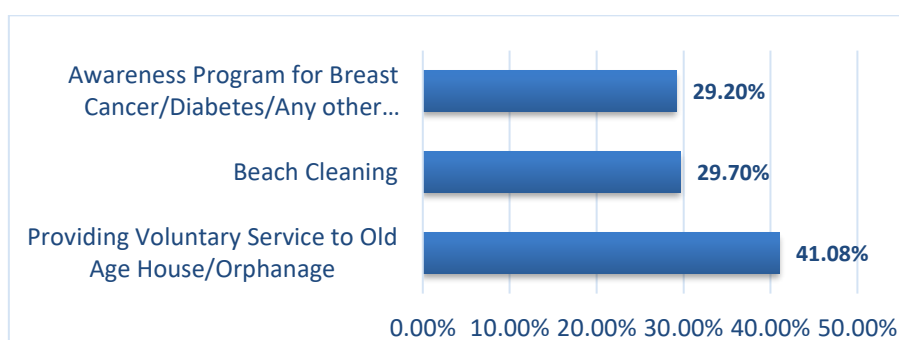 Awareness Program for Breast
Cancer/Diabetes/Any other…
29.20%
Beach Cleaning
29.70%
Providing Voluntary Service to Old
Age House/Orphanage
41.08%
0.00% 10.00% 20.00% 30.00% 40.00% 50.00%